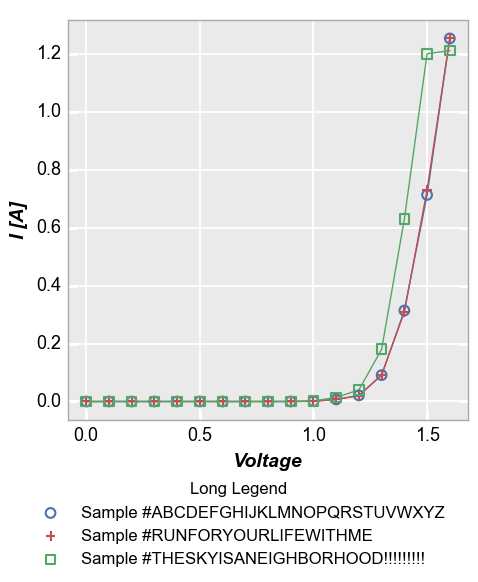 1.2
1.0
0.8
0.6
0.4
0.2
0.0
I [A]
0.0 0.5 1.0 1.5
Voltage
Long Legend
Sample #ABCDEFGHIJKLMNOPQRSTUVWXYZ
Sample #RUNFORYOURLIFEWITHME
Sample #THESKYISANEIGHBORHOOD!!!!!!!!!